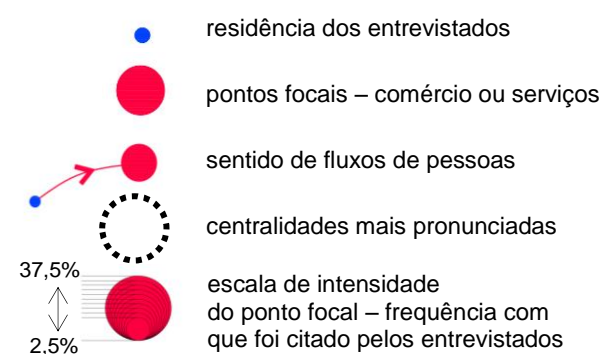 residência dos entrevistados
pontos focais – comércio ou serviços
sentido de fluxos de pessoas
centralidades mais pronunciadas
37,5%
2,5%
escala de intensidade
do ponto focal – frequência com
que foi citado pelos entrevistados